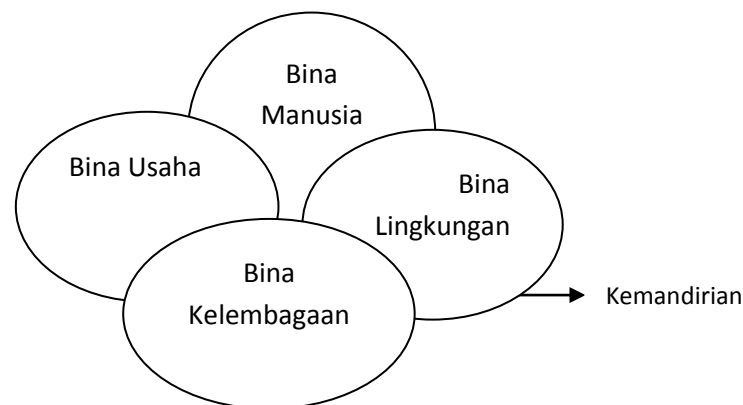 Bina
Manusia
Bina Usaha
Bina
Lingkungan
Bina
Kelembagaan
Kemandirian